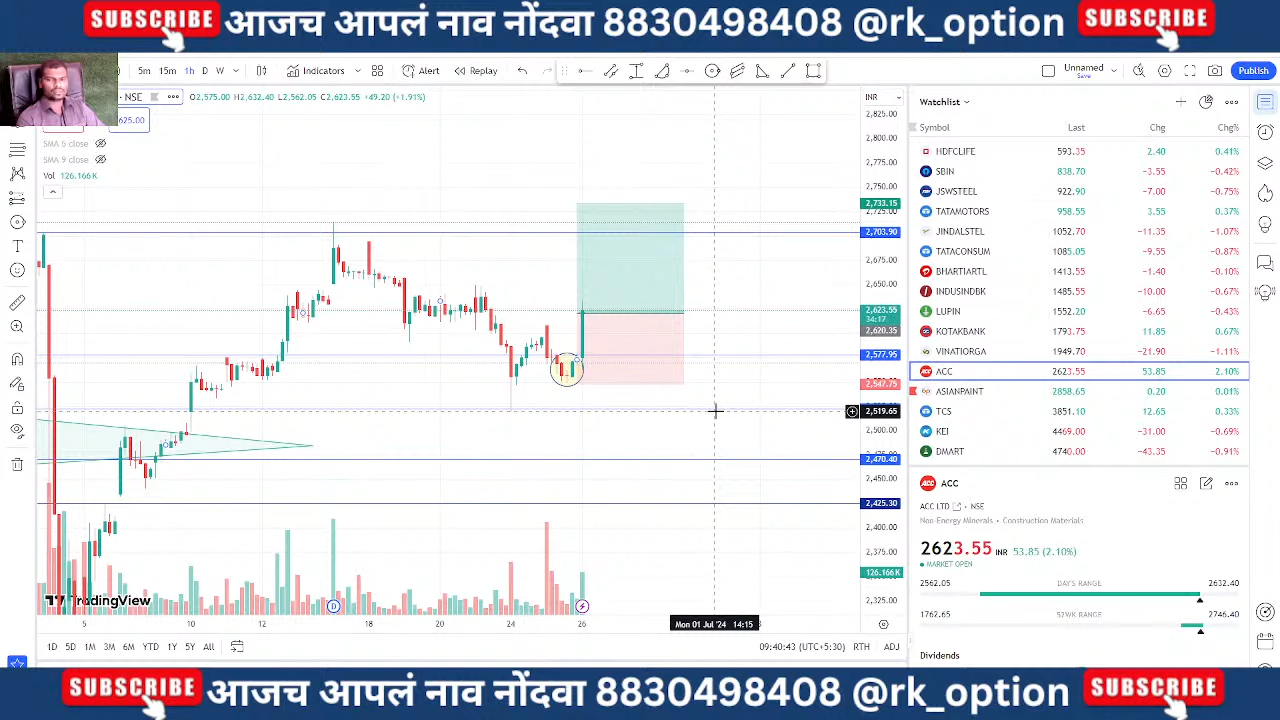 SUBSCRIBE आजच आपलं नाव नोंदवा 8830498408 @rk_option SUBSCRIBE
5m 15m 1h D W Indicators Alert Unnamed Save Publish
NSE O2,575.00 H2,632.40 L2,562.05 C2,623.55 +49.20 (+1.91%) INR
SMA 5 close
SMA 9 close
Vol 126.166K
2,825.00
2,800.00
2,775.00
2,750.00
2,733.15
2,725.00
2,703.90
2,675.00
2,650.00
2,623.55
34:17
2,620.35
2,577.95
2,547.75
2,519.65
2,500.00
2,470.40
2,450.00
2,425.30
2,400.00
2,375.00
126.166K
2,325.00
TradingView
D
5 10 12 18 20 24 26 Mon 01 Jul '24 14:15
1D 5D 1M 3M 6M YTD 1Y 5Y All 09:40:43 (UTC+5:30) RTH ADJ
Watchlist
Symbol Last Chg Chg%
HDFCLIFE 593.35 2.40 0.41%
SBIN 838.70 −3.55 −0.42%
JSWSTEEL 922.90 −7.00 −0.75%
TATAMOTORS 958.55 3.55 0.37%
JINDALSTEL 1052.70 −11.35 −1.07%
TATACONSUM 1085.05 −9.55 −0.87%
BHARTIARTL 1413.55 −1.40 −0.10%
INDUSINDBK 1485.55 −10.00 −0.67%
LUPIN 1552.20 −6.65 −0.43%
KOTAKBANK 1793.75 11.85 0.67%
VINATIORGA 1949.70 −21.90 −1.11%
ACC 2623.55 53.85 2.10%
ASIANPAINT 2858.65 0.20 0.01%
TCS 3851.10 12.65 0.33%
KEI 4469.00 −31.00 −0.69%
DMART 4740.00 −43.35 −0.91%
ACC ACC
ACC LTD • NSE
Non-Energy Minerals • Construction Materials
2623.55 INR 53.85 (2.10%)
MARKET OPEN
2562.05 DAYS RANGE 2632.40
1762.65 52WK RANGE 2746.40
Dividends
SUBSCRIBE आजच आपलं नाव नोंदवा 8830498408 @rk_option SUBSCRIBE